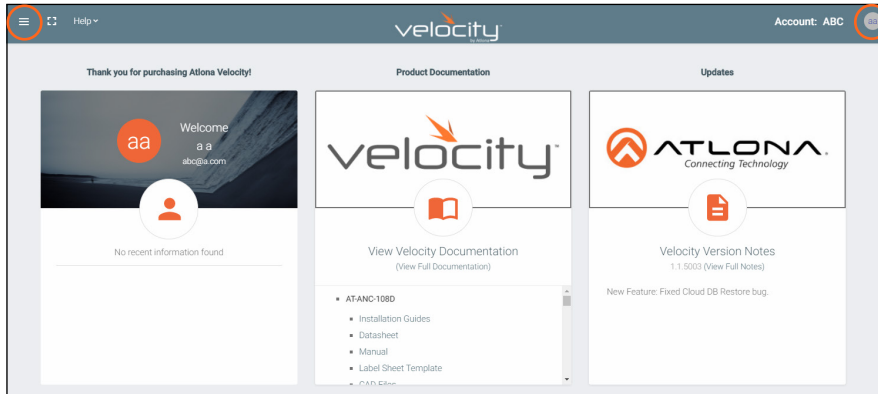 Help
velocity
by Atlona
Account: ABC
aa
Thank you for purchasing Atlona Velocity!
Product Documentation
Updates
aa
Welcome
a a
abc@a.com
No recent information found
velocity™
View Velocity Documentation
(View Full Documentation)
AT-ANC-108D
Installation Guides
Datasheet
Manual
Label Sheet Template
CAD Files
ATLONA.
Connecting Technology
Velocity Version Notes
1.1.5003 (View Full Notes)
New Feature: Fixed Cloud DB Restore bug.